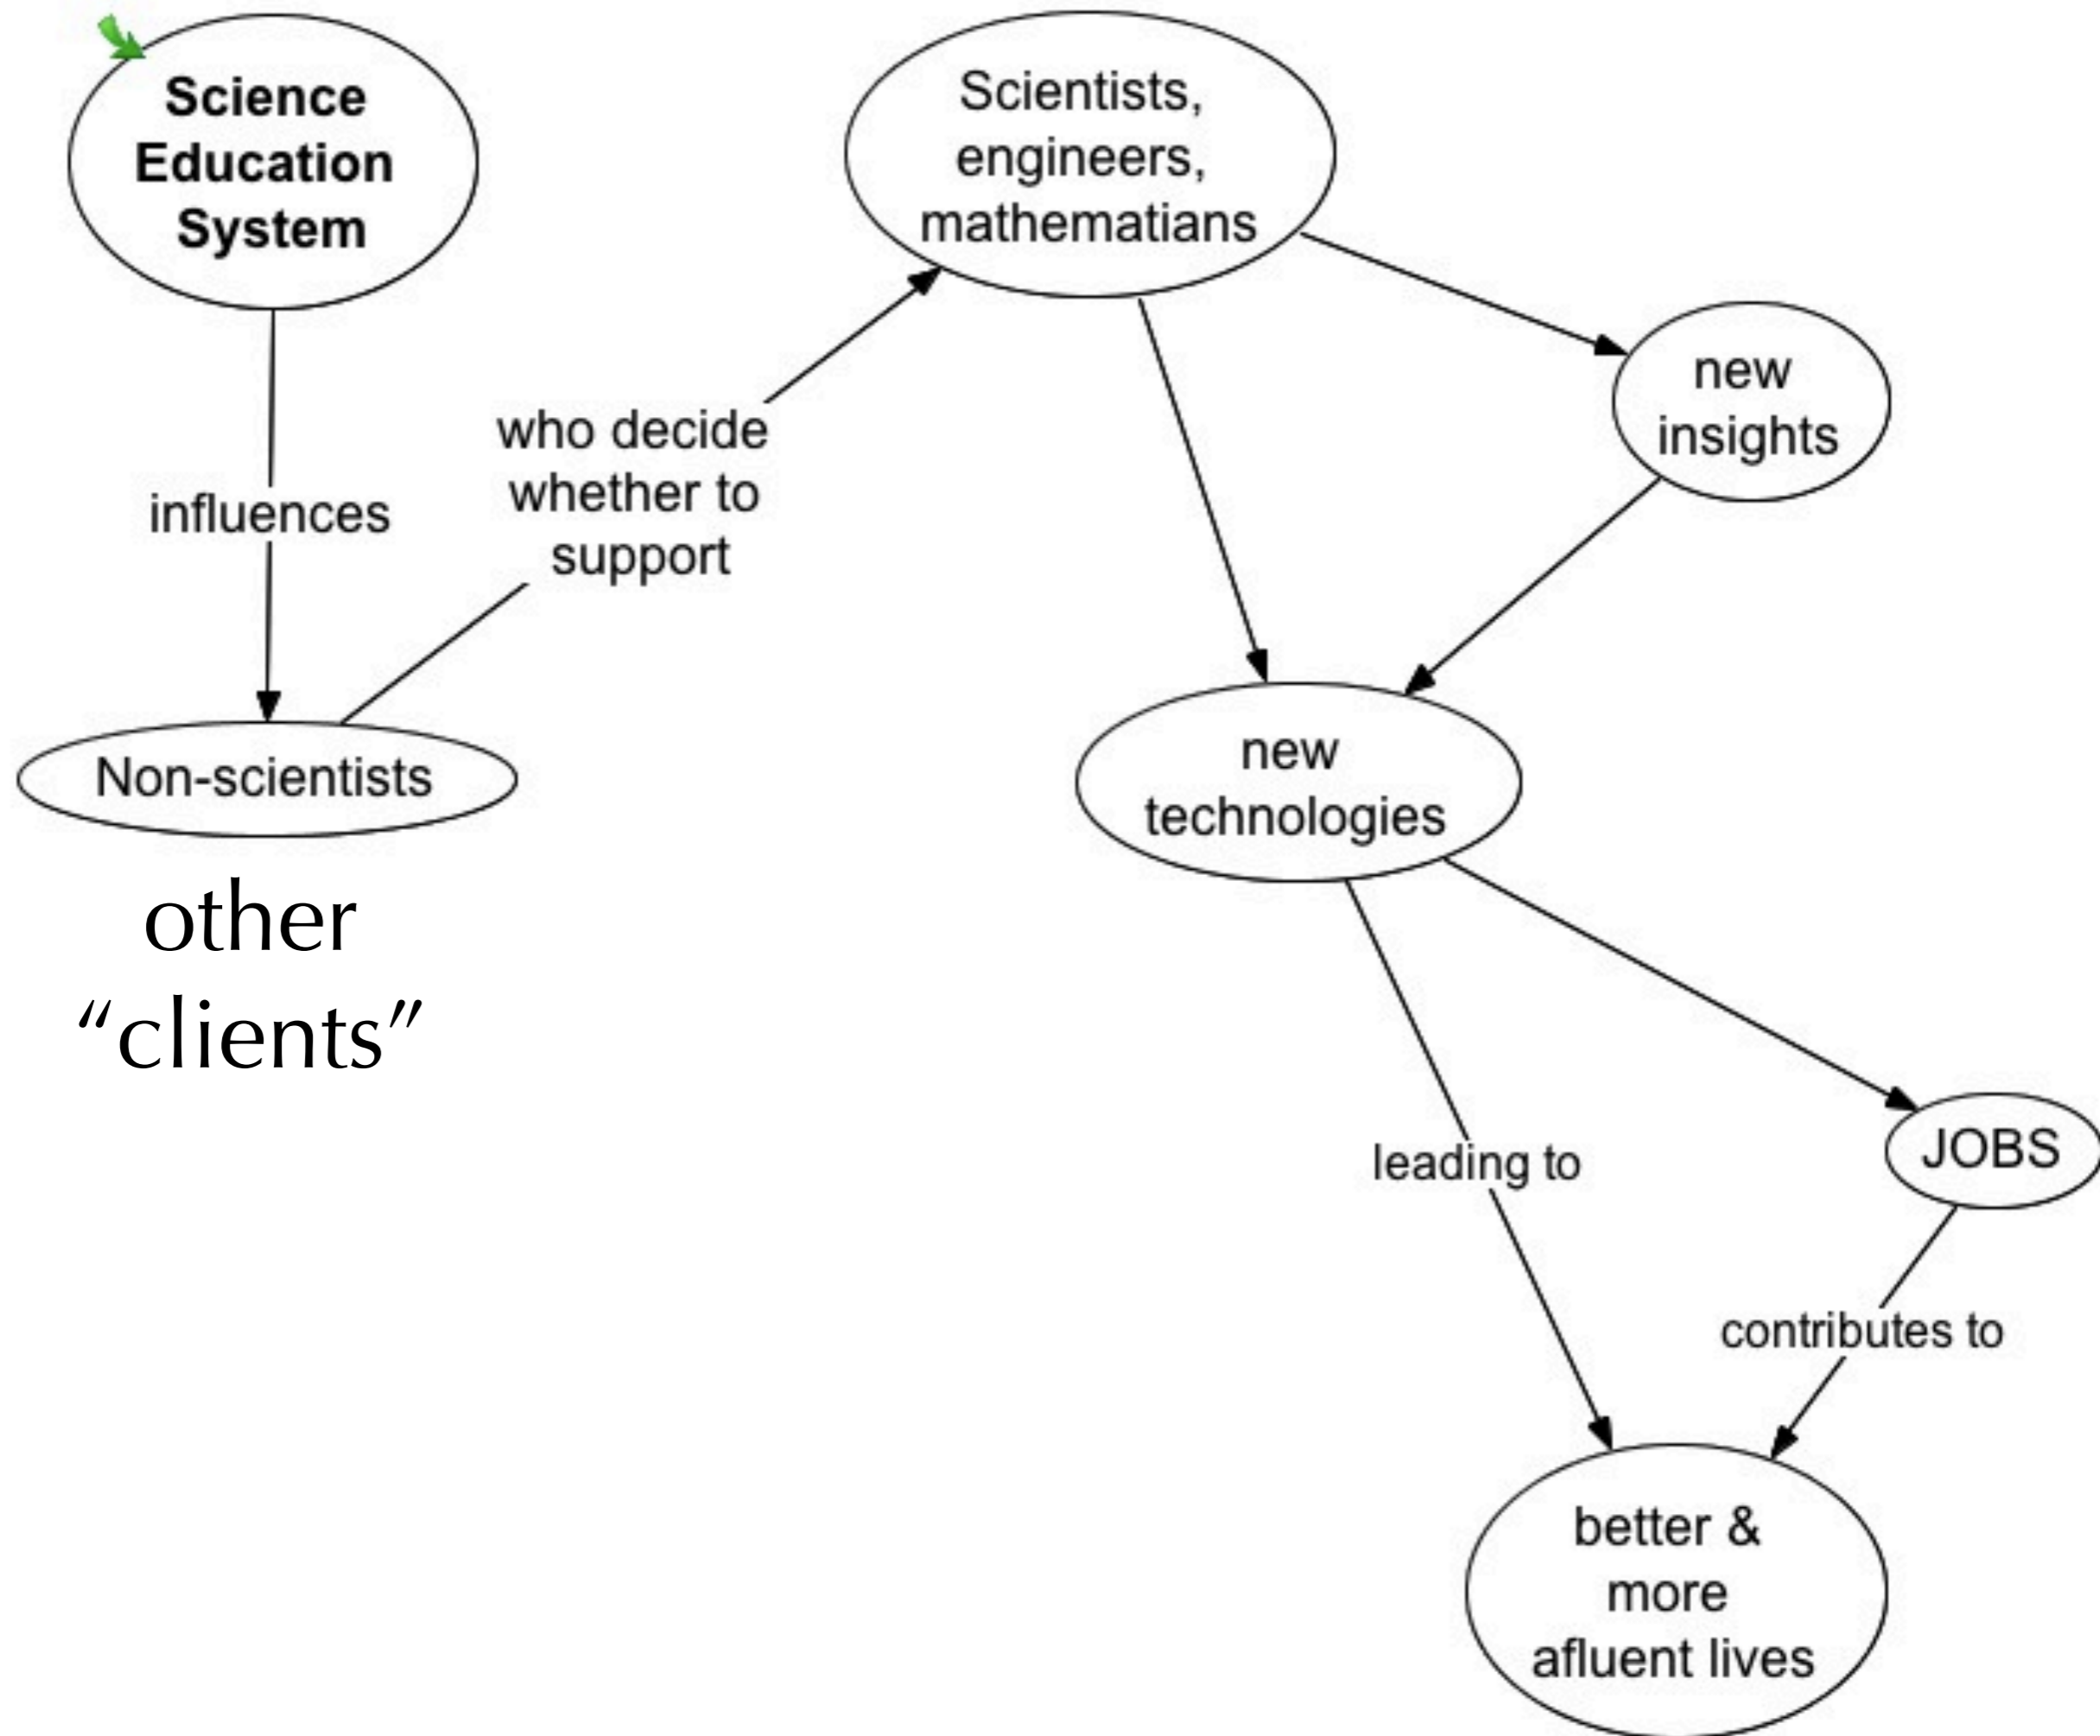 Science
Education
System
influences
Non-scientists
other
“clients”
who decide
whether to
support
Scientists,
engineers,
mathematians
new
insights
new
technologies
leading to
JOBS
contributes to
better &
more
afluent lives